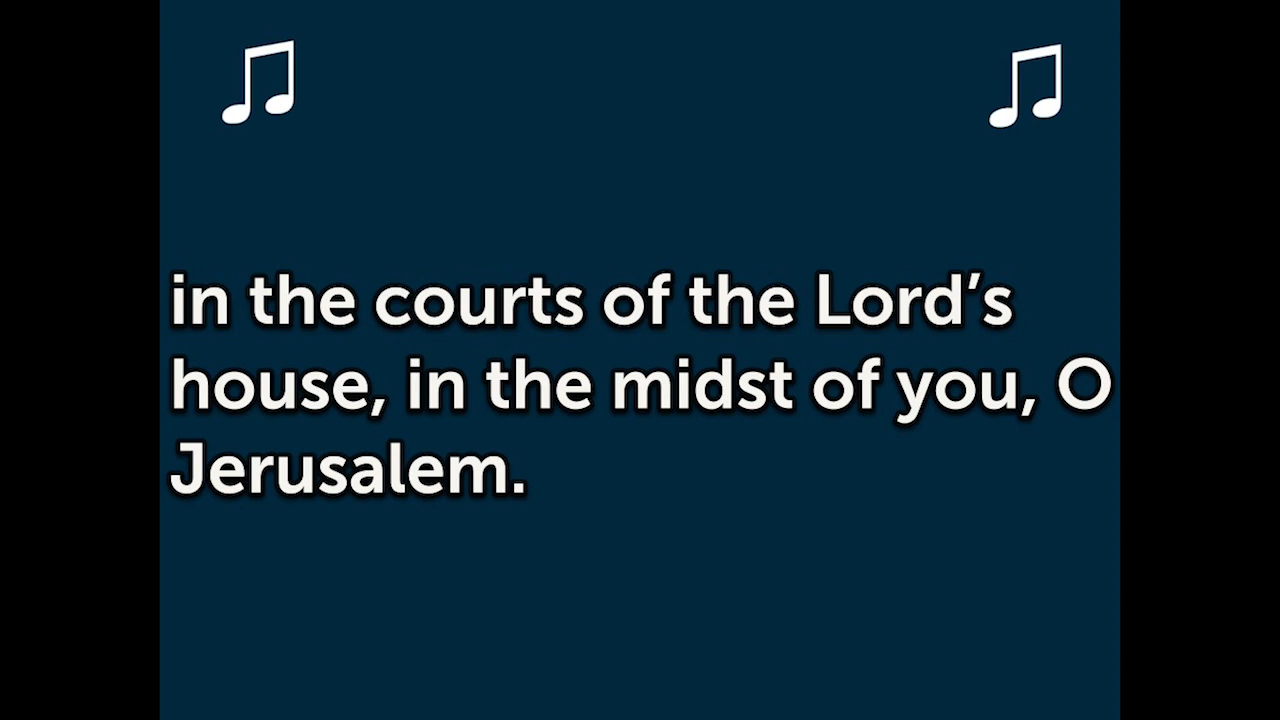 in the courts of the Lord’s
house, in the midst of you, O
Jerusalem.